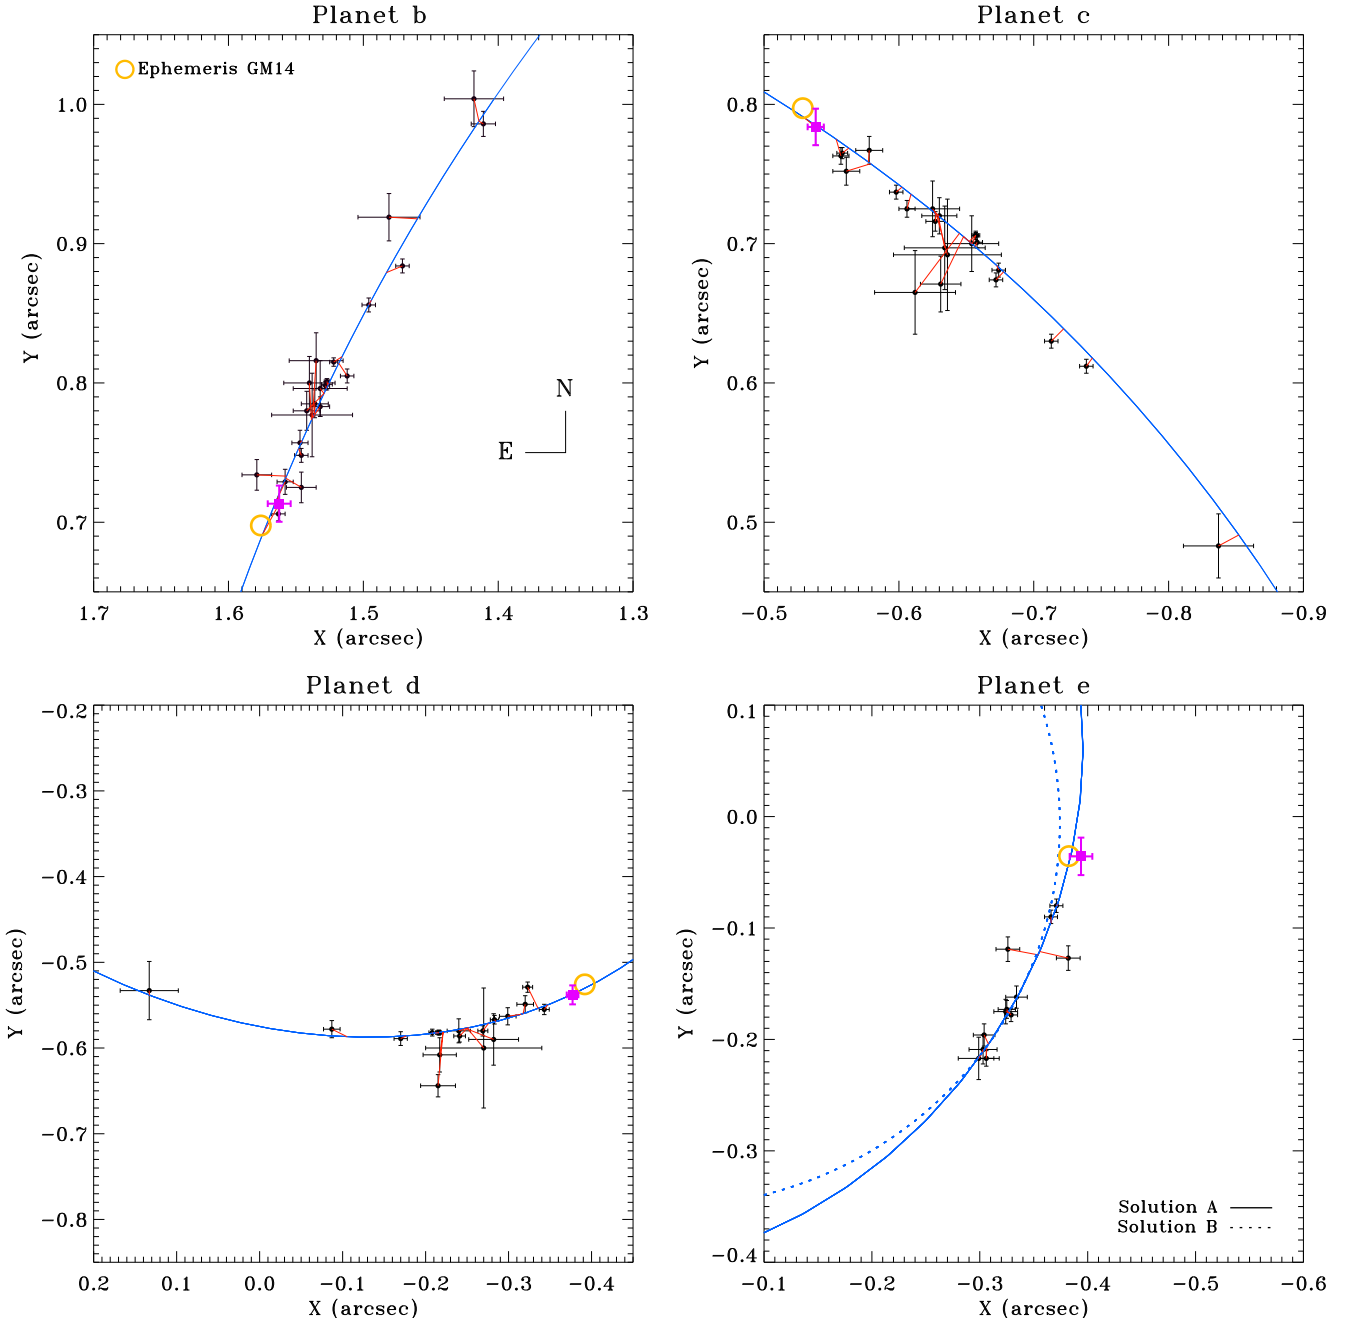 Planet b
Ephemeris GM14
1.0
0.9
0.8
0.7
Y (arcsec)
N
E
1.7 1.6 1.5 1.4 1.3
X (arcsec)
Planet c
0.8
0.7
0.6
0.5
Y (arcsec)
−0.5 −0.6 −0.7 −0.8 −0.9
X (arcsec)
Planet d
−0.2
−0.3
−0.4
−0.5
−0.6
−0.7
−0.8
Y (arcsec)
0.2 0.1 0.0 −0.1 −0.2 −0.3 −0.4
X (arcsec)
Planet e
0.1
0.0
−0.1
−0.2
−0.3
−0.4
Y (arcsec)
Solution A
Solution B
−0.1 −0.2 −0.3 −0.4 −0.5 −0.6
X (arcsec)